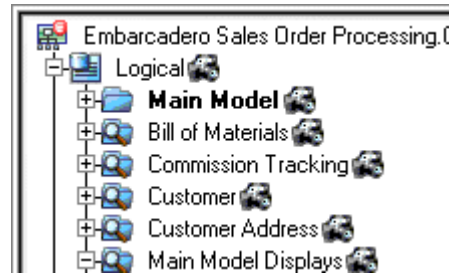 Embarcadero Sales Order Processing.
Logical
Main Model
Bill of Materials
Commission Tracking
Customer
Customer Address
Main Model Displays